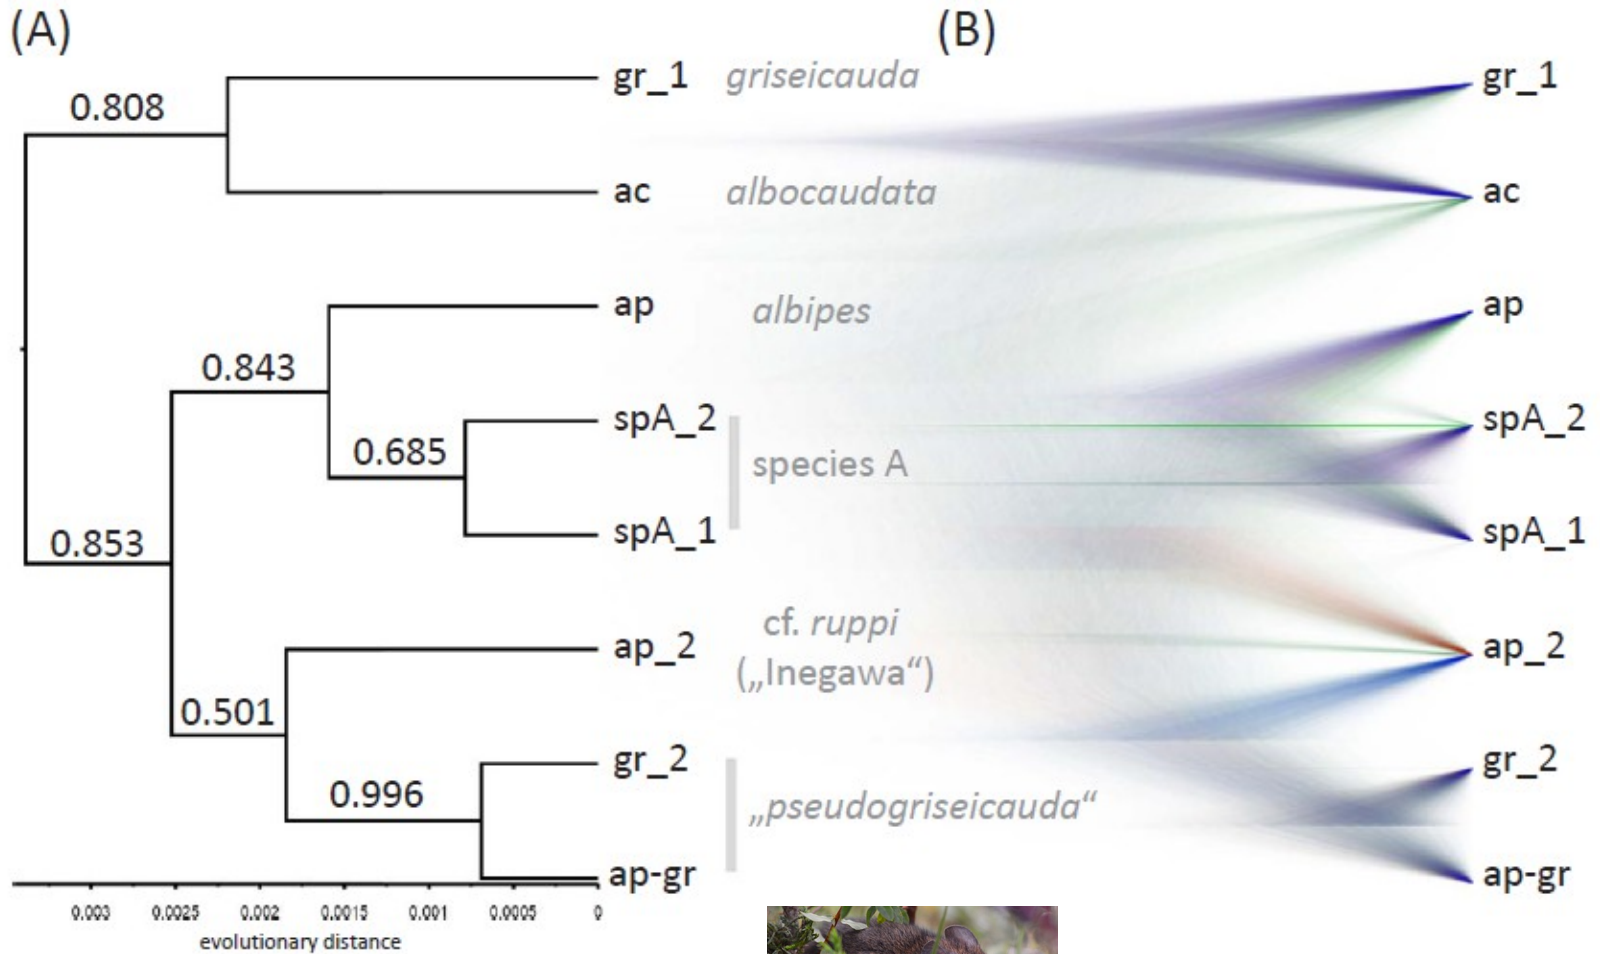 (A)
(B)
gr_1 griseicauda
gr_1
0.808
ac albocaudata
ac
ap albipes
ap
0.843
spA_2
spA_2
0.685
species A
spA_1
spA_1
0.853
cf. ruppi
ap_2
ap_2
(„Inegawa“)
0.501
gr_2
gr_2
0.996
„pseudogriseicauda“
ap-gr
ap-gr
0.003 0.0025 0.002 0.0015 0.001 0.0005 0
evolutionary distance